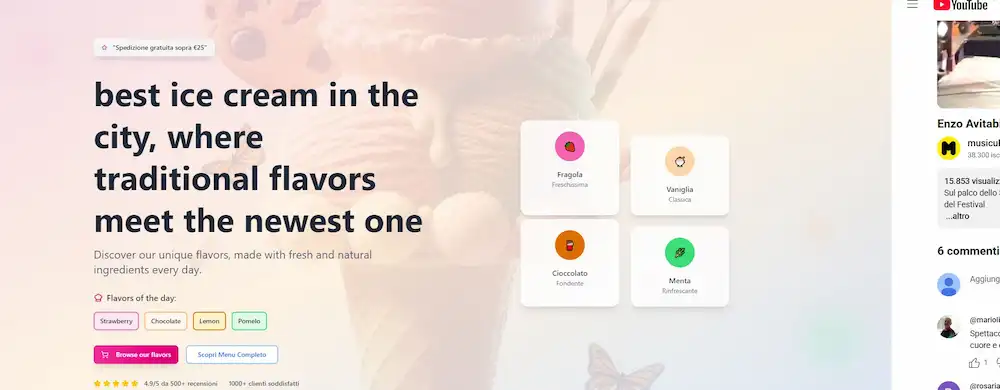 "Spedizione gratuita sopra €25"
best ice cream in the
city, where
traditional flavors
meet the newest one
Discover our unique flavors, made with fresh and natural
ingredients every day.
Flavors of the day:
Strawberry
Chocolate
Lemon
Pomelo
Browse our flavors
Scopri Menu Completo
4.9/5 da 500+ recensioni
1000+ clienti soddisfatti
Fragola
Freschissima
Vaniglia
Classica
Cioccolato
Fondente
Menta
Rinfrescante
YouTube
Enzo Avitab
musicul
38.300 isc
15.853 visualizz
Sul palco dello
del Festival
...altro
6 commenti
Aggiung
@marioli
Spettacc
cuore e
1
@rosaria